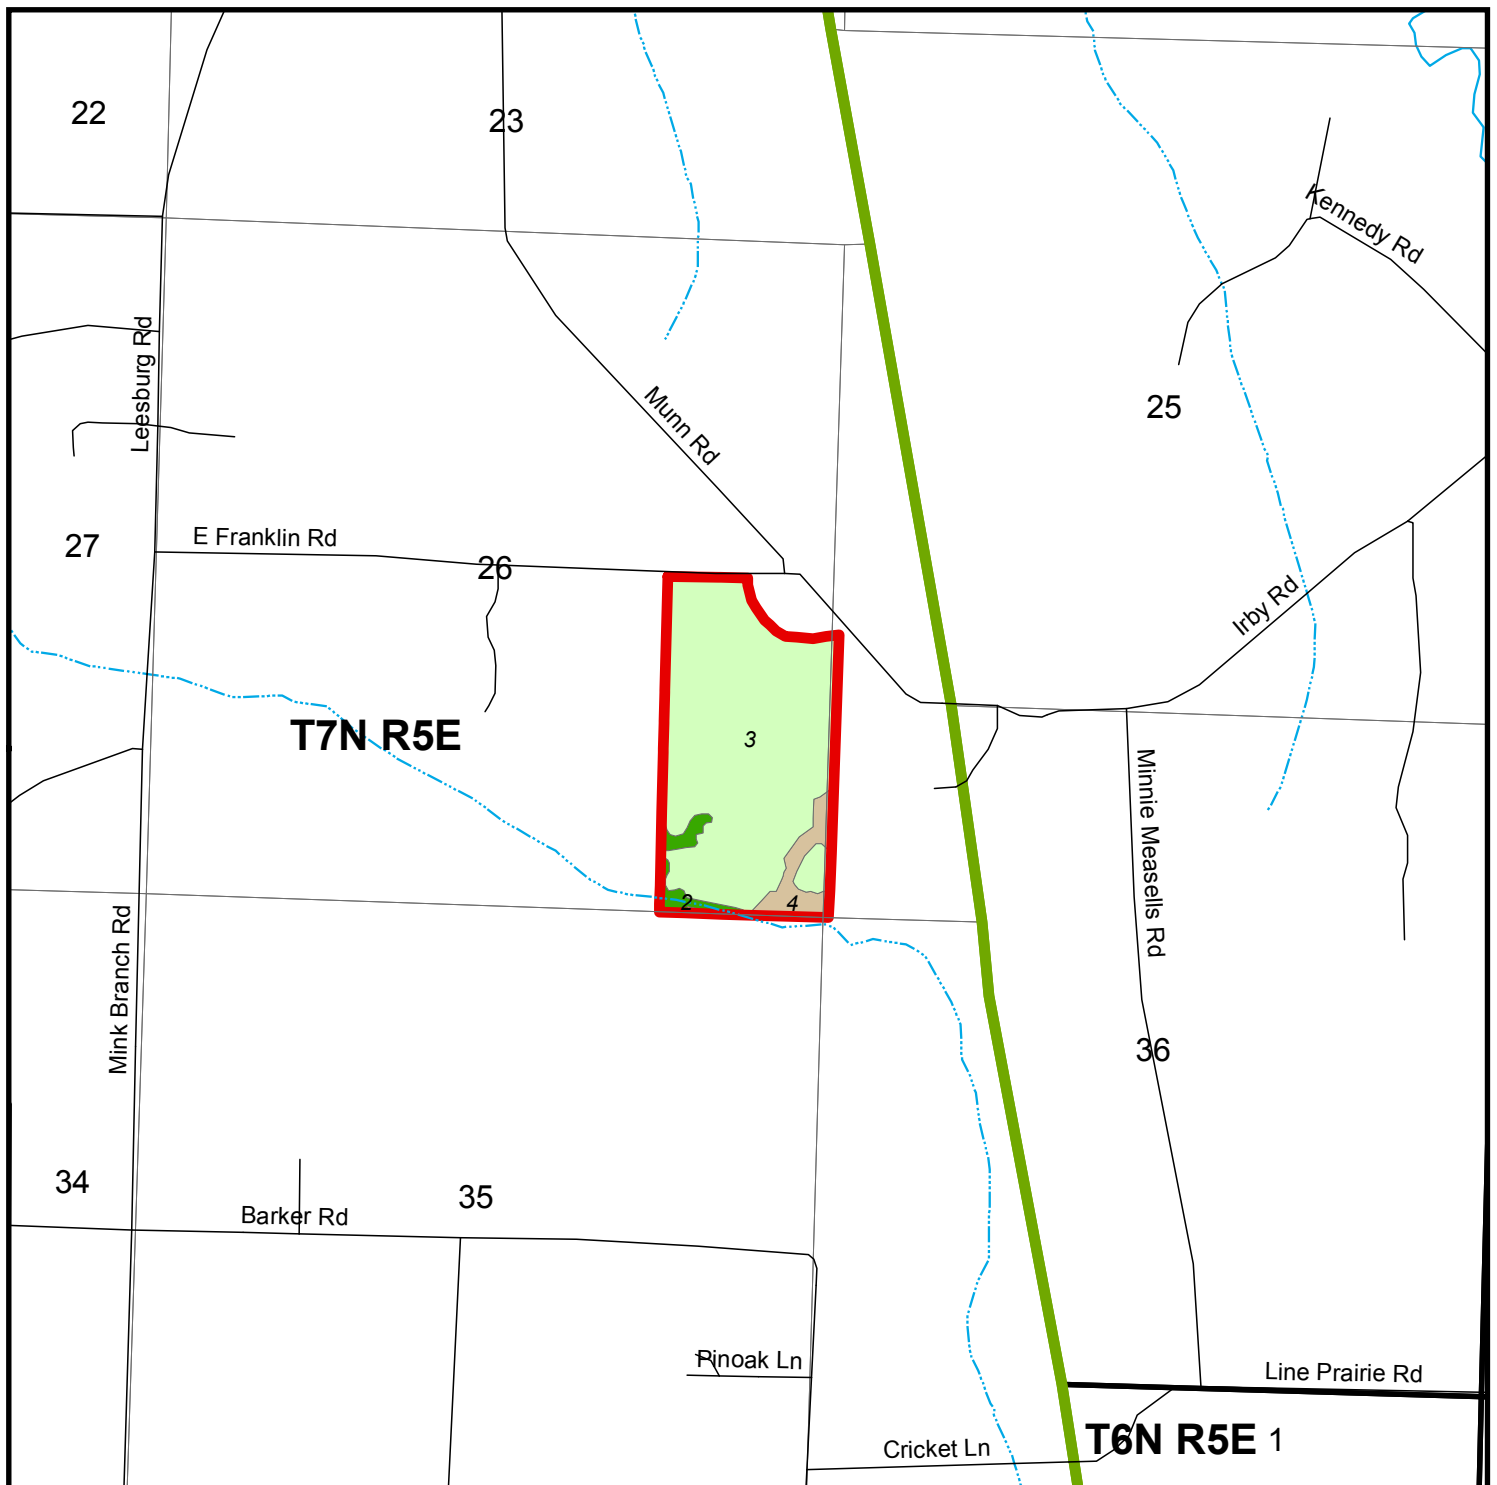 22
23
Kennedy Rd
Leesburg Rd
Munn Rd
25
E Franklin Rd
27
26
Irby Rd
T7N R5E
3
Minnie Measells Rd
2
4
Mink Branch Rd
36
34
35
Barker Rd
Pinoak Ln
Line Prairie Rd
Cricket Ln
T6N R5E 1